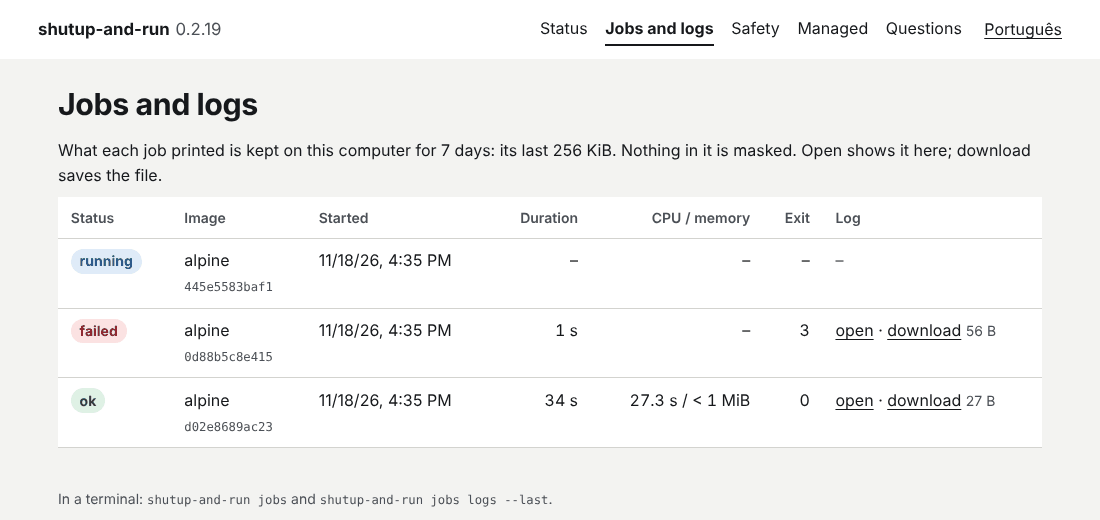 shutup-and-run 0.2.19
Status Jobs and logs Safety Managed Questions Português
Jobs and logs
What each job printed is kept on this computer for 7 days: its last 256 KiB. Nothing in it is masked. Open shows it here; download
saves the file.
Status Image Started Duration CPU / memory Exit Log
running alpine 11/18/26, 4:35 PM – – – –
445e5583baf1
failed alpine 11/18/26, 4:35 PM 1 s – 3 open · download 56 B
0d88b5c8e415
ok alpine 11/18/26, 4:35 PM 34 s 27.3 s / < 1 MiB 0 open · download 27 B
d02e8689ac23
In a terminal: shutup-and-run jobs and shutup-and-run jobs logs --last.